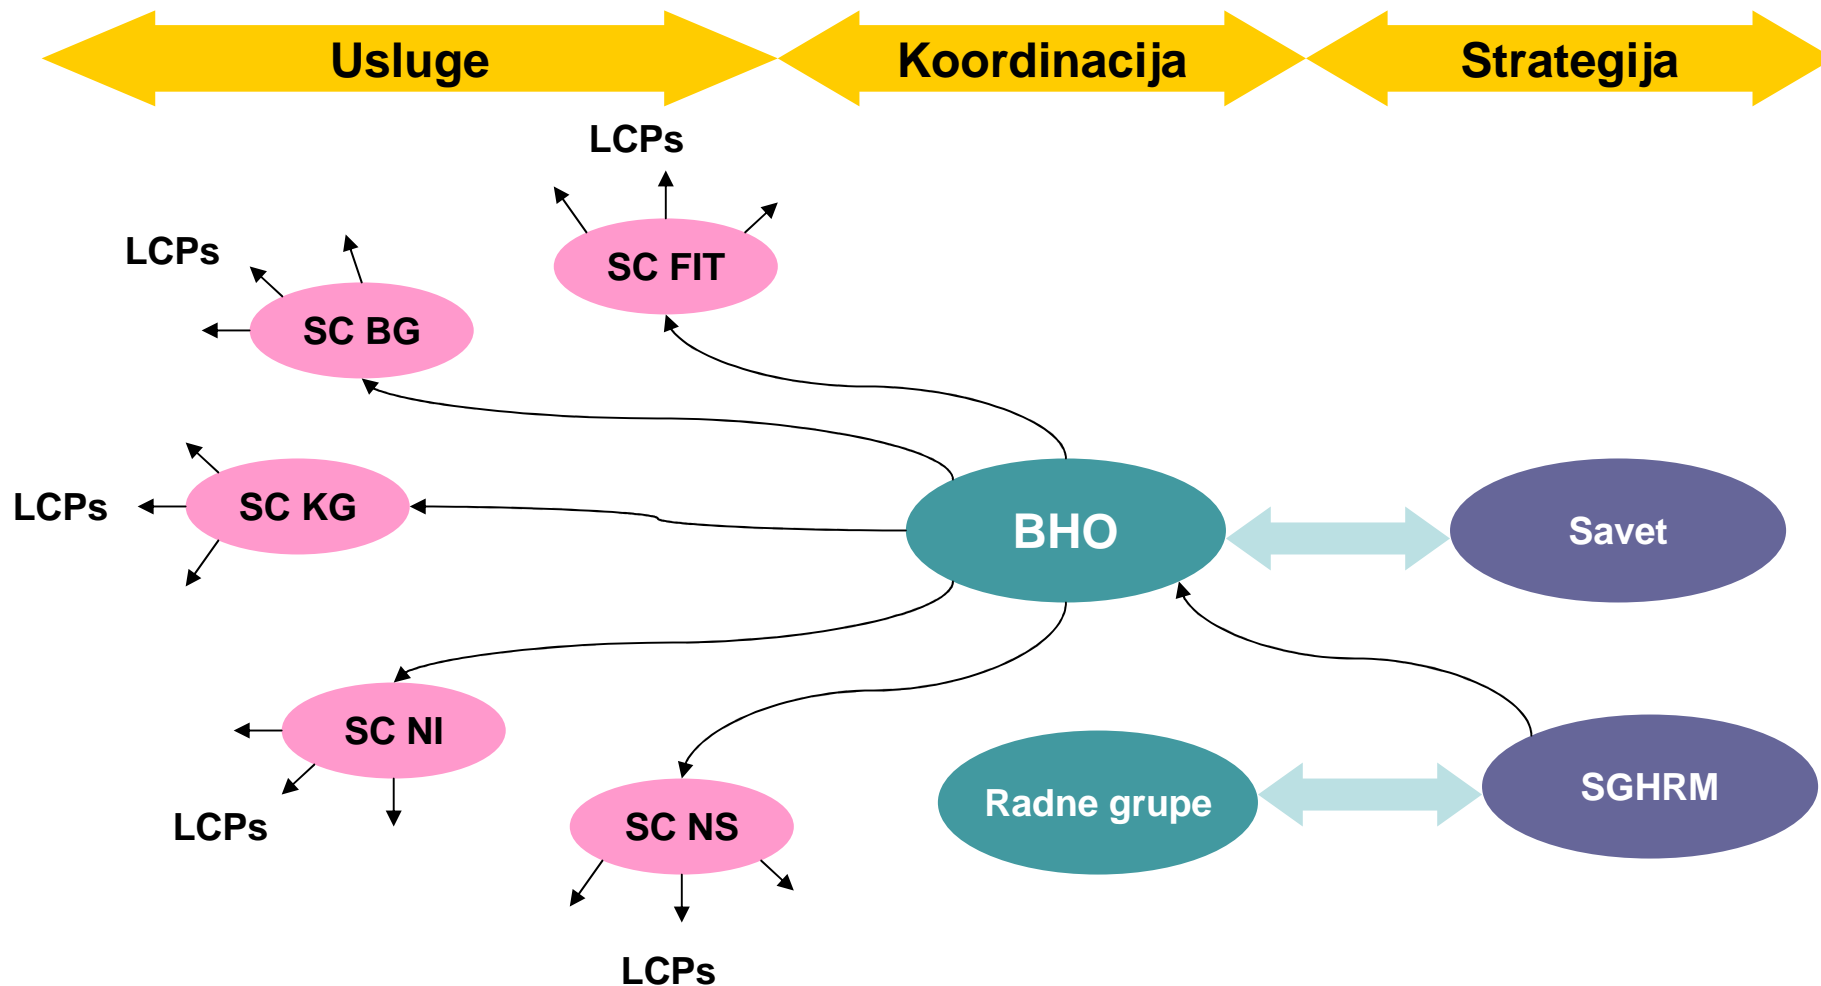 Usluge
Koordinacija
Strategija
LCPs
LCPs
SC FIT
SC BG
LCPs
SC KG
BHO
Savet
SC NI
LCPs
SC NS
Radne grupe
SGHRM
LCPs